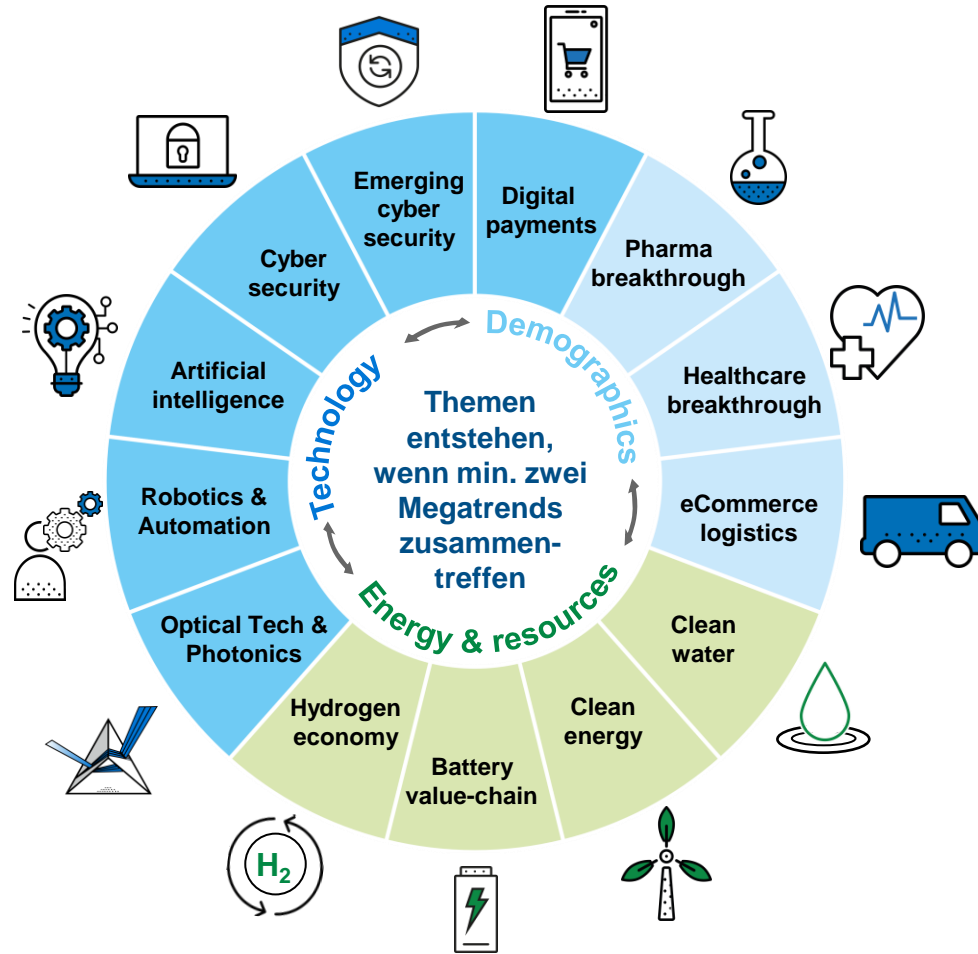 Emerging
cyber
security
Digital
payments
Pharma
breakthrough
Healthcare
breakthrough
eCommerce
logistics
Clean
water
Clean
energy
Battery
value-chain
Hydrogen
economy
Optical Tech &
Photonics
Robotics &
Automation
Artificial
intelligence
Cyber
security
Technology
Demographics
Energy & resources
Themen
entstehen,
wenn min. zwei
Megatrends
zusammen-
treffen
H₂